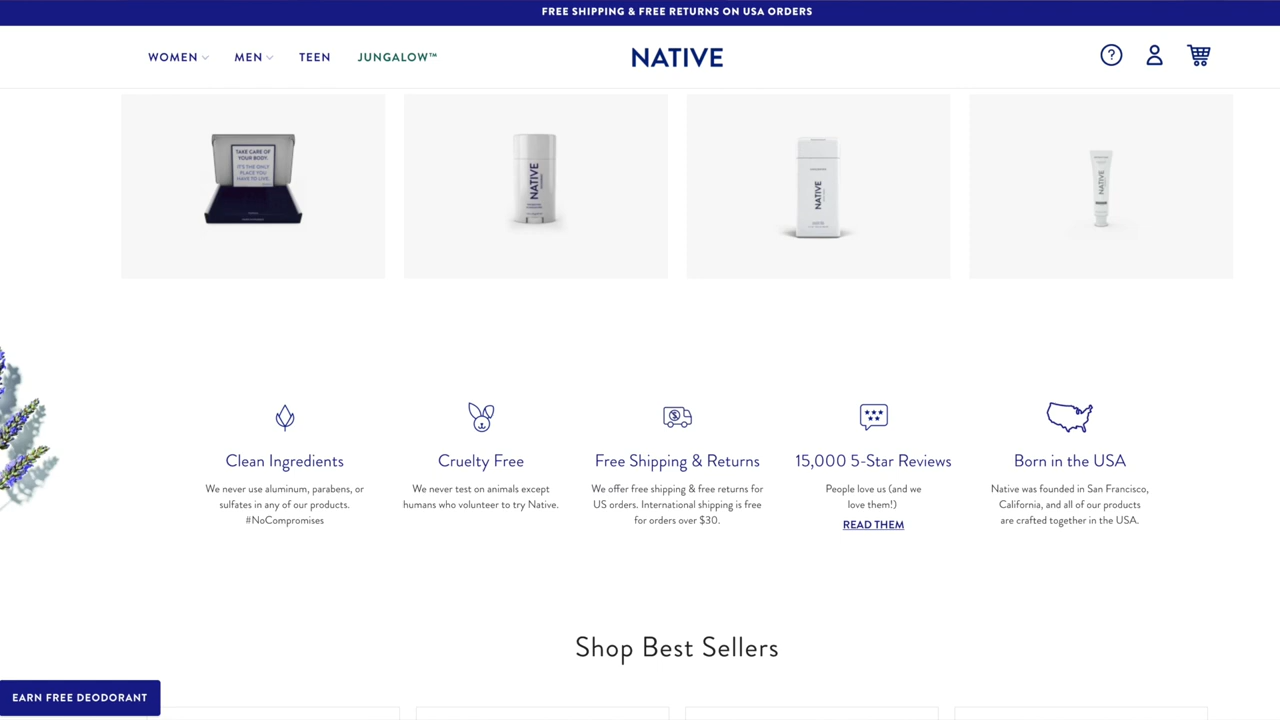 FREE SHIPPING & FREE RETURNS ON USA ORDERS
WOMEN MEN TEEN JUNGALOW™ NATIVE
TAKE CARE OF
YOUR BODY.
IT'S THE ONLY
PLACE YOU
HAVE TO LIVE.
NATIVE
NATIVE
NATIVE
Clean Ingredients
We never use aluminum, parabens, or
sulfates in any of our products.
#NoCompromises
Cruelty Free
We never test on animals except
humans who volunteer to try Native.
Free Shipping & Returns
We offer free shipping & free returns for
US orders. International shipping is free
for orders over $30.
15,000 5-Star Reviews
People love us (and we
love them!)
READ THEM
Born in the USA
Native was founded in San Francisco,
California, and all of our products
are crafted together in the USA.
Shop Best Sellers
EARN FREE DEODORANT